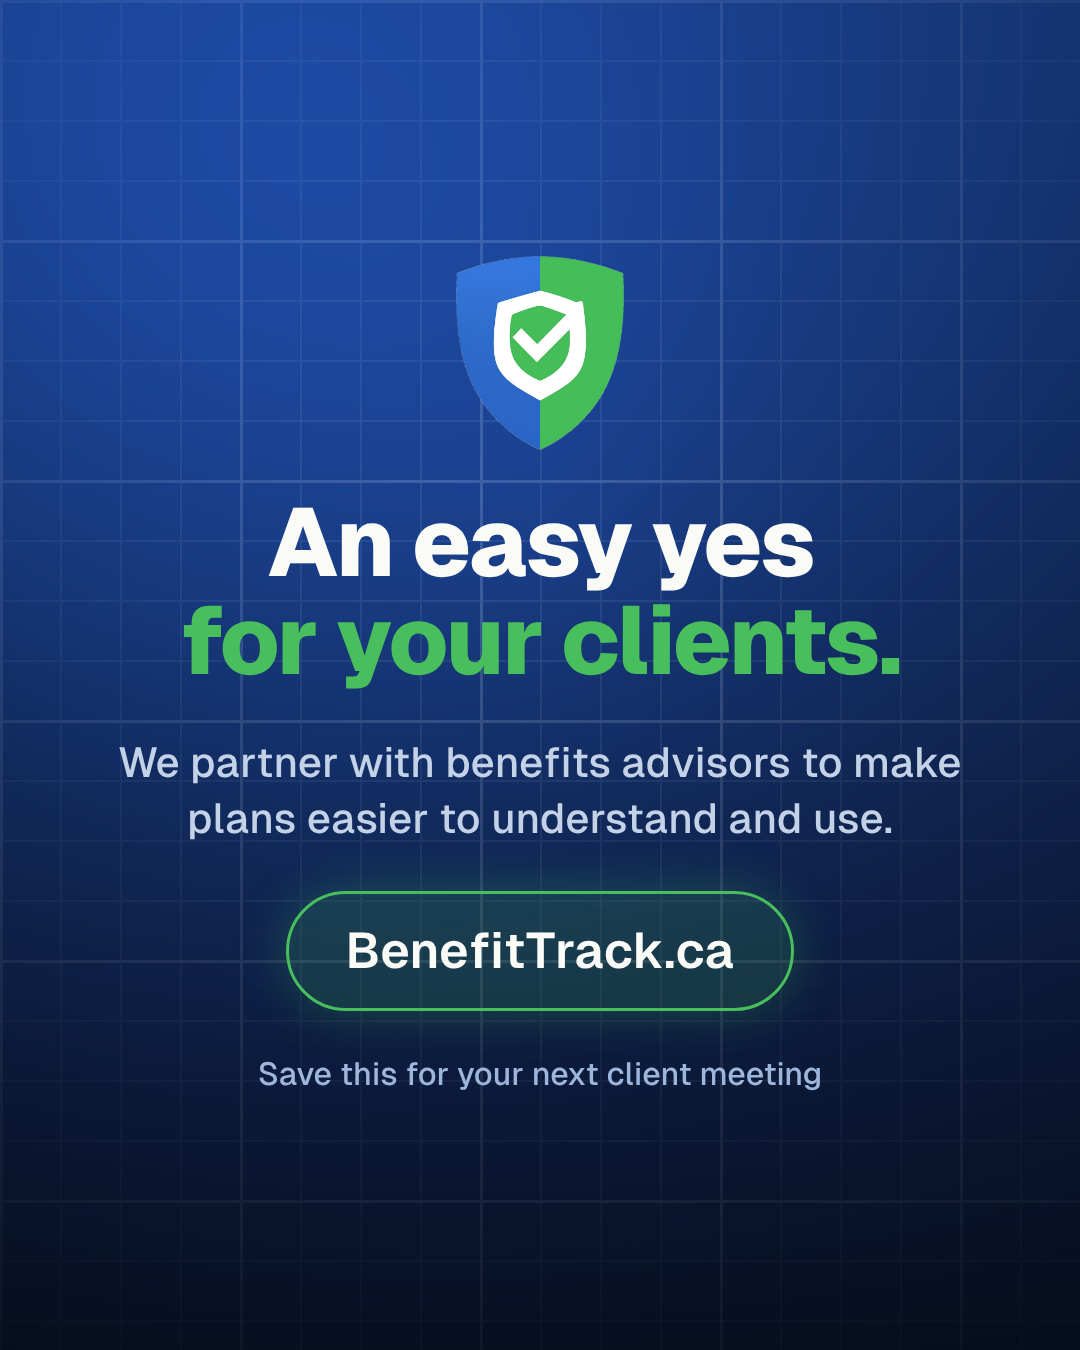 An easy yes
for your clients.
We partner with benefits advisors to make
plans easier to understand and use.
BenefitTrack.ca
Save this for your next client meeting